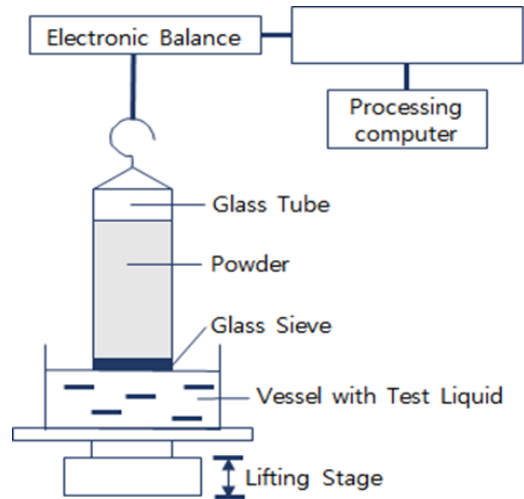 Electronic Balance
Processing
computer
Glass Tube
Powder
Glass Sieve
Vessel with Test Liquid
Lifting Stage